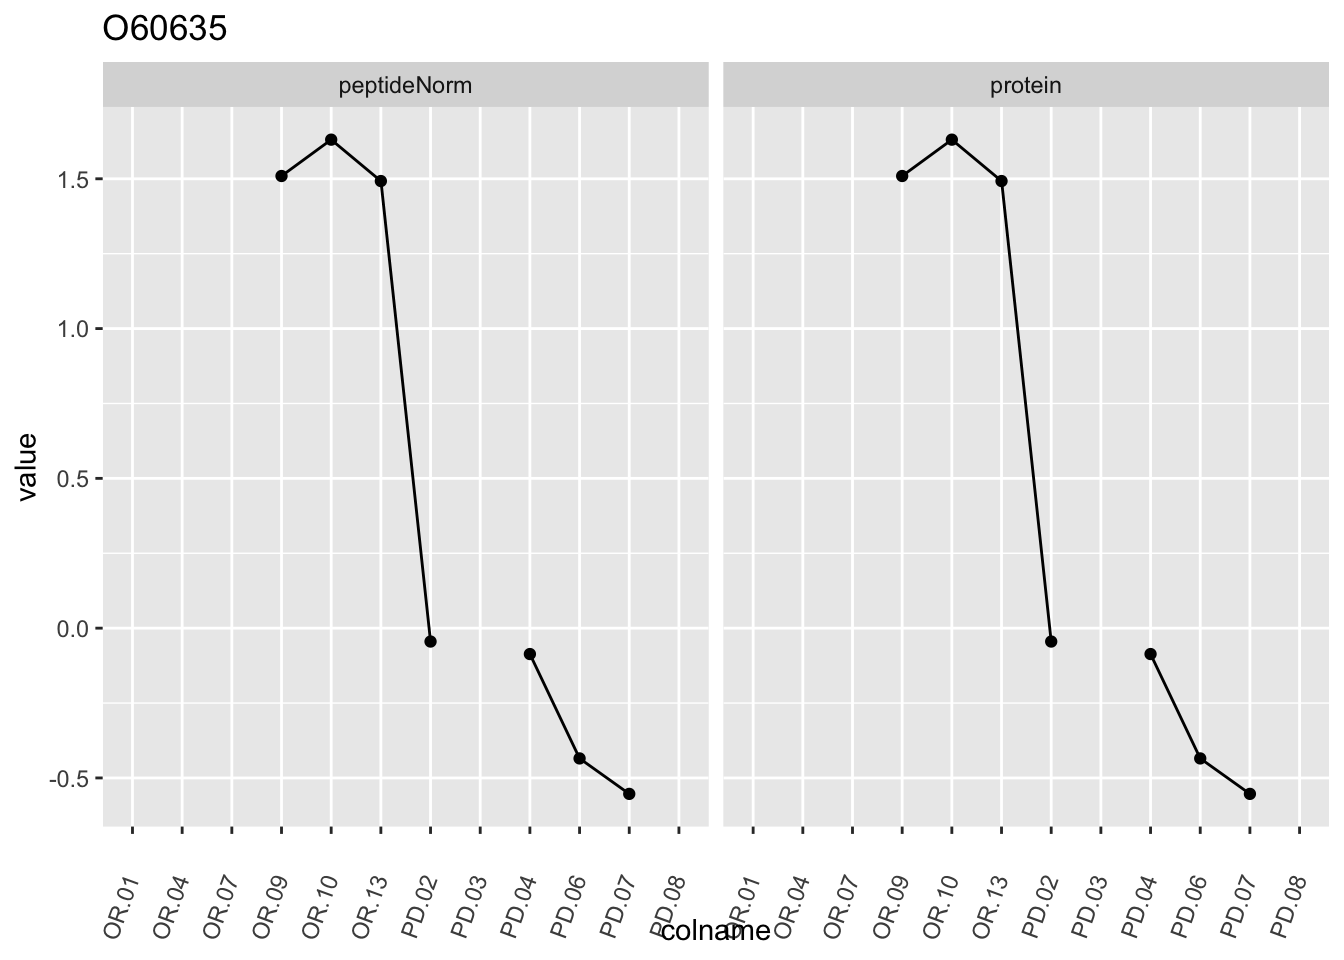 O60635
peptideNorm
protein
value
1.5
1.0
0.5
0.0
-0.5
OR.01
OR.04
OR.07
OR.09
OR.10
OR.13
PD.02
PD.03
PD.04
PD.06
PD.07
PD.08
OR.01
OR.04
OR.07
OR.09
OR.10
OR.13
PD.02
PD.03
PD.04
PD.06
PD.07
PD.08
colname